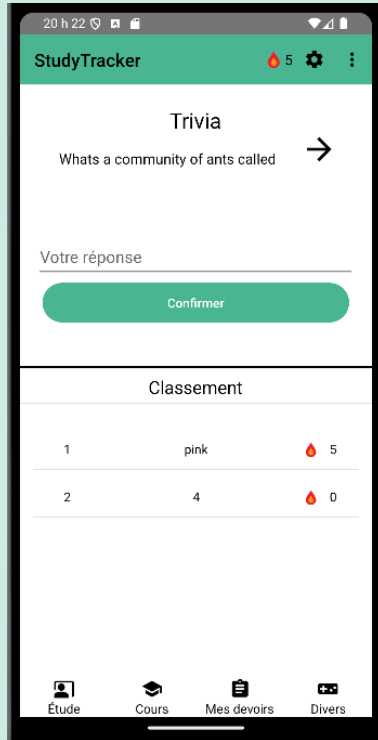 20 h 22
StudyTracker 5
Trivia
Whats a community of ants called
Votre réponse
Confirmer
Classement
1 pink 5
2 4 0
Étude Cours Mes devoirs Divers